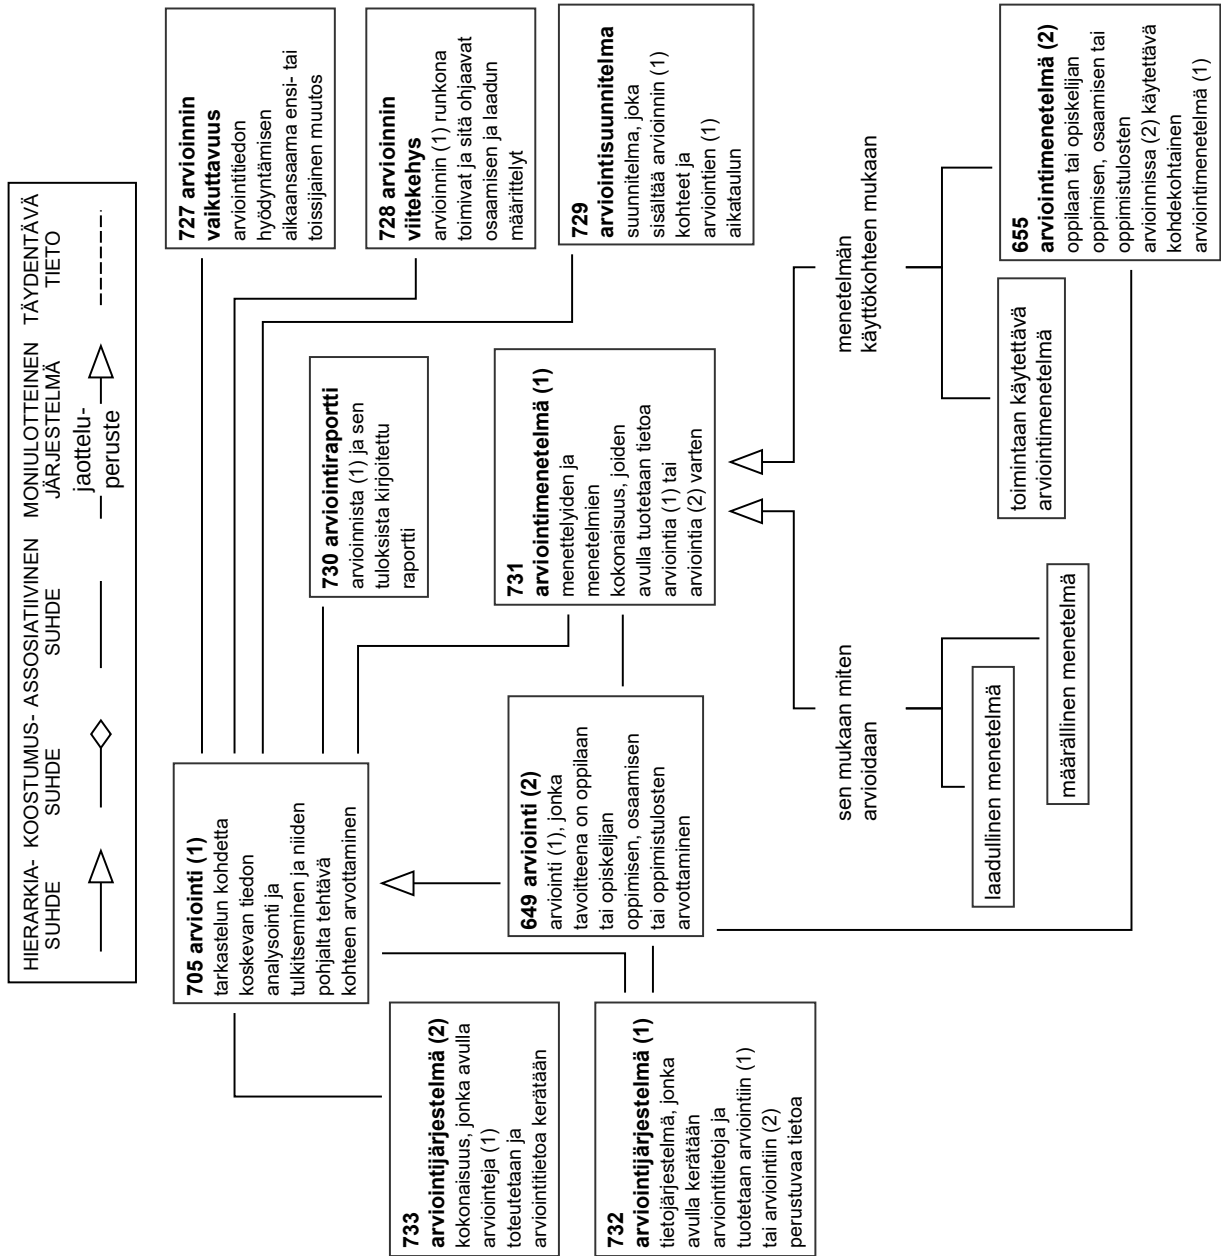 HIERARKIA-
SUHDE
KOOSTUMUS-
SUHDE
ASSOSIATIIVINEN
SUHDE
MONIULOTTEINEN
JÄRJESTELMÄ
jaottelu-
peruste
TÄYDENTÄVÄ
TIETO
733
arviointijärjestelmä (2)
kokonaisuus, jonka avulla
arviointeja (1)
toteutetaan ja
arviointitietoa kerätään
732
arviointijärjestelmä (1)
tietojärjestelmä, jonka
avulla kerätään
arviointitietoja ja
tuotetaan arviointiin (1)
tai arviointiin (2)
perustuvaa tietoa
705 arviointi (1)
tarkastelun kohdetta
koskevan tiedon
analysointi ja
tulkitseminen ja niiden
pohjalta tehtävä
kohteen arvottaminen
649 arviointi (2)
arviointi (1), jonka
tavoitteena on oppilaan
tai opiskelijan
oppimisen, osaamisen
tai oppimistulosten
arvottaminen
730 arviointiraportti
arvioinnista (1) ja sen
tuloksista kirjoitettu
raportti
731
arviointimenetelmä (1)
menettelyiden ja
menetelmien
kokonaisuus, joiden
avulla tuotetaan tietoa
arviointia (1) tai
arviointia (2) varten
727 arvioinnin
vaikuttavuus
arviointitiedon
hyödyntämisen
aikaansaama ensi- tai
toissijainen muutos
728 arvioinnin
viitekehys
arvioinnin (1) runkona
toimivat ja sitä ohjaavat
osaamisen ja laadun
määrittelyt
729
arviointisuunnitelma
suunnitelma, joka
sisältää arvioinnin (1)
kohteet ja
arviointien (1)
aikataulun
sen mukaan miten
arvioidaan
laadullinen menetelmä
määrällinen menetelmä
menetelmän
käyttökohteen mukaan
toimintaan käytettävä
arviointimenetelmä
655
arviointimenetelmä (2)
oppilaan tai opiskelijan
oppimisen, osaamisen tai
oppimistulosten
arvioinnissa (2) käytettävä
kohdekohtainen
arviointimenetelmä (1)